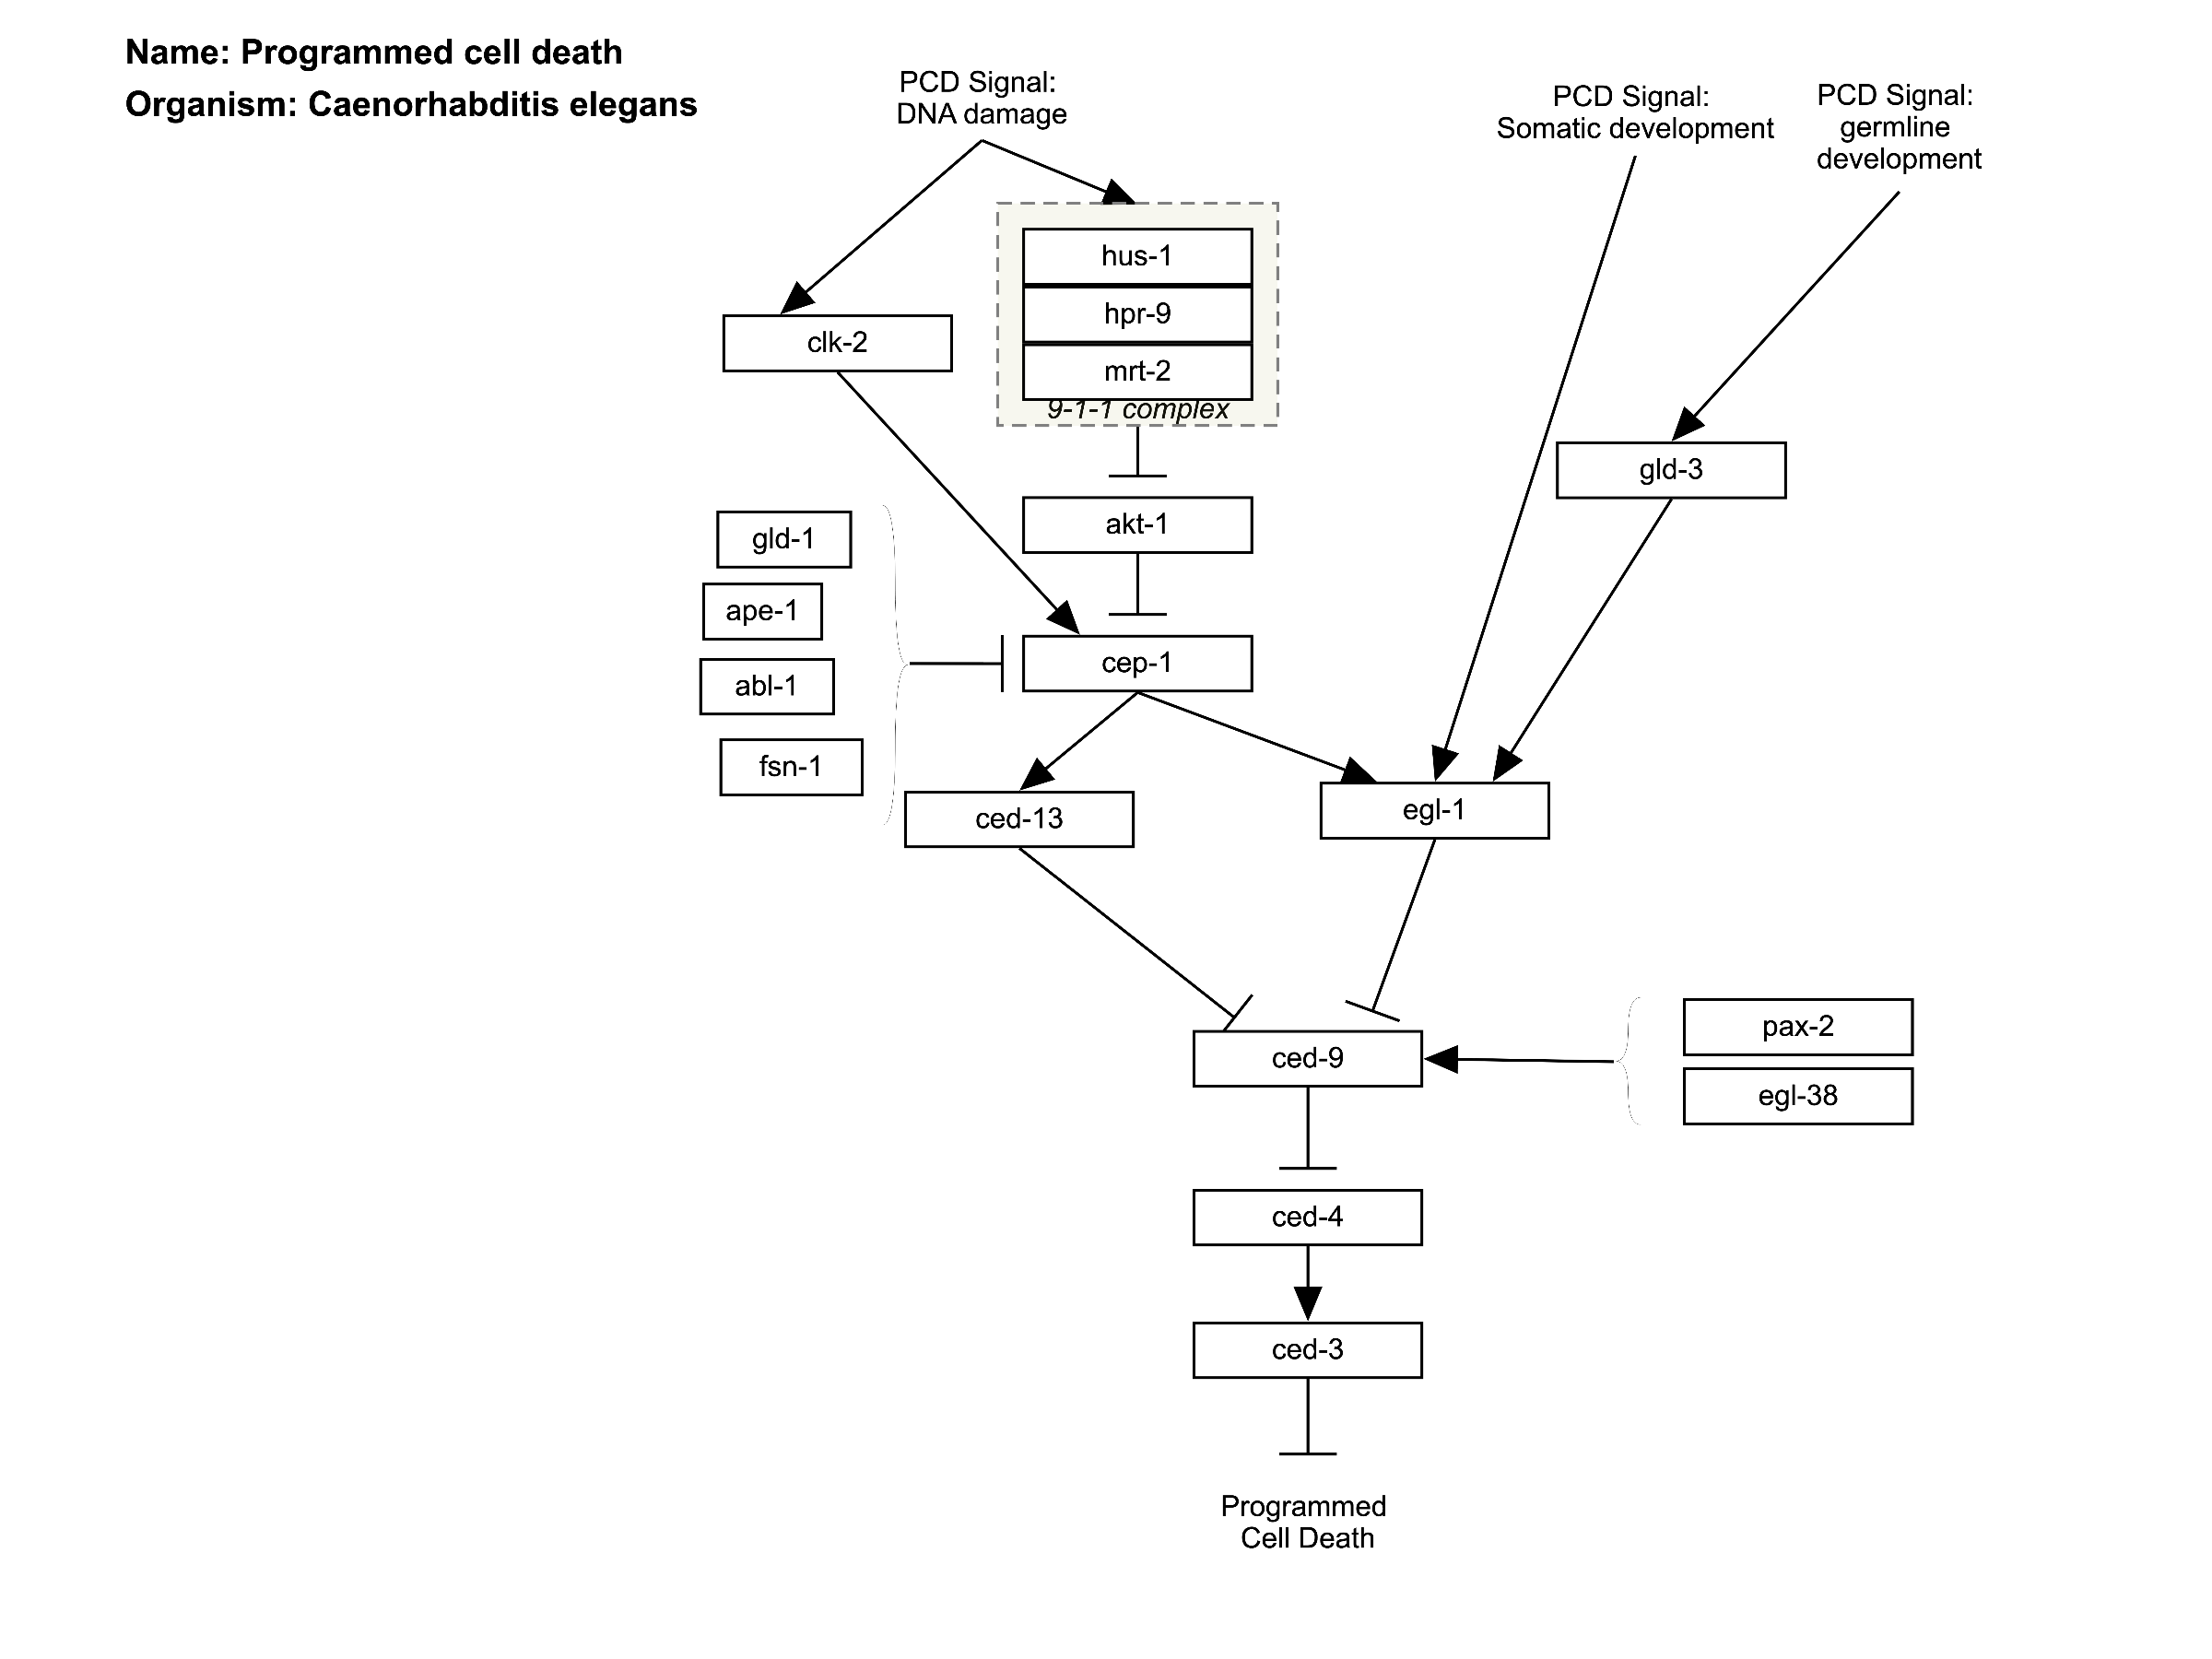 Name: Programmed cell death
Organism: Caenorhabditis elegans
PCD Signal:
DNA damage
PCD Signal:
Somatic development
PCD Signal:
germline
development
hus-1
hpr-9
mrt-2
9-1-1 complex
clk-2
gld-3
akt-1
gld-1
ape-1
abl-1
fsn-1
cep-1
ced-13
egl-1
ced-9
pax-2
egl-38
ced-4
ced-3
Programmed
Cell Death